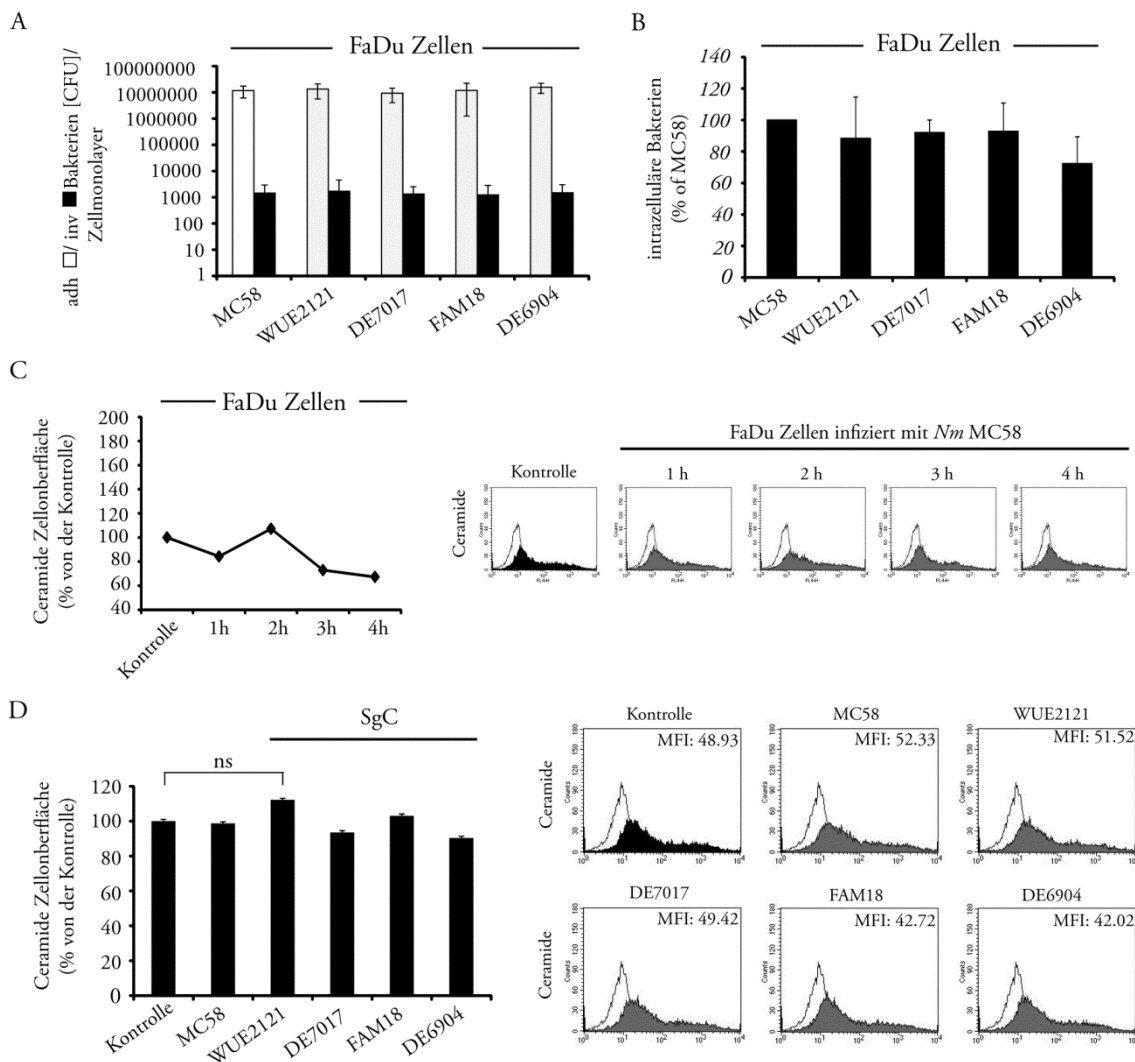 A
FaDu Zellen
adh □/ inv ■ Bakterien [CFU]/
Zellmonolayer
100000000
10000000
1000000
100000
10000
1000
100
10
1
MC58
WUE2121
DE7017
FAM18
DE6904
B
FaDu Zellen
intrazelluläre Bakterien
(% of MC58)
140
120
100
80
60
40
20
0
MC58
WUE2121
DE7017
FAM18
DE6904
C
FaDu Zellen
Ceramide Zellonberfläche
(% von der Kontrolle)
200
180
160
140
120
100
80
60
40
Kontrolle
1h
2h
3h
4h
FaDu Zellen infiziert mit Nm MC58
Kontrolle
1 h
2 h
3 h
4 h
Ceramide
D
SgC
ns
Ceramide Zellonberfläche
(% von der Kontrolle)
120
100
80
60
40
20
0
Kontrolle
MC58
WUE2121
DE7017
FAM18
DE6904
Kontrolle
MFI: 48.93
MC58
MFI: 52.33
WUE2121
MFI: 51.52
Ceramide
DE7017
MFI: 49.42
FAM18
MFI: 42.72
DE6904
MFI: 42.02
Ceramide